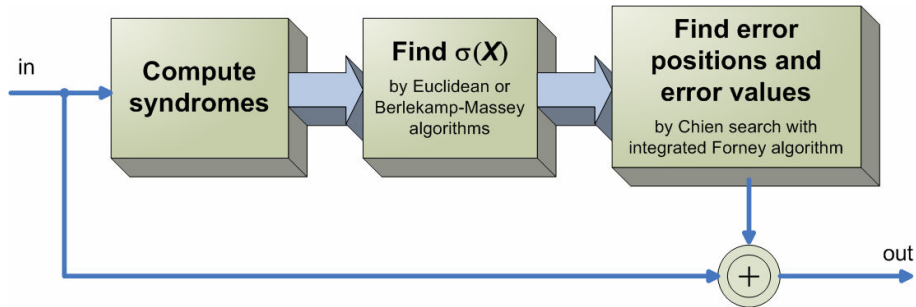 in
Compute
syndromes
Find σ(X)
by Euclidean or
Berlekamp-Massey
algorithms
Find error
positions and
error values
by Chien search with
integrated Forney algorithm
+
out